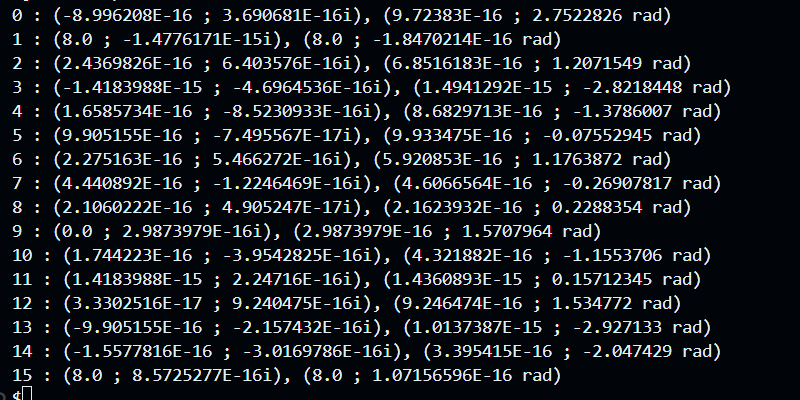 0 : (-8.996208E-16 ; 3.690681E-16i), (9.72383E-16 ; 2.7522826 rad)
1 : (8.0 ; -1.4776171E-15i), (8.0 ; -1.8470214E-16 rad)
2 : (2.4369826E-16 ; 6.403576E-16i), (6.8516183E-16 ; 1.2071549 rad)
3 : (-1.4183988E-15 ; -4.6964536E-16i), (1.4941292E-15 ; -2.8218448 rad)
4 : (1.6585734E-16 ; -8.5230933E-16i), (8.6829713E-16 ; -1.3786007 rad)
5 : (9.905155E-16 ; -7.495567E-17i), (9.933475E-16 ; -0.07552945 rad)
6 : (2.275163E-16 ; 5.466272E-16i), (5.920853E-16 ; 1.1763872 rad)
7 : (4.440892E-16 ; -1.2246469E-16i), (4.6066564E-16 ; -0.26907817 rad)
8 : (2.1060222E-16 ; 4.905247E-17i), (2.1623932E-16 ; 0.2288354 rad)
9 : (0.0 ; 2.9873979E-16i), (2.9873979E-16 ; 1.5707964 rad)
10 : (1.744223E-16 ; -3.9542825E-16i), (4.321882E-16 ; -1.1553706 rad)
11 : (1.4183988E-15 ; 2.24716E-16i), (1.4360893E-15 ; 0.15712345 rad)
12 : (3.3302516E-17 ; 9.240475E-16i), (9.246474E-16 ; 1.534772 rad)
13 : (-9.905155E-16 ; -2.157432E-16i), (1.0137387E-15 ; -2.927133 rad)
14 : (-1.5577816E-16 ; -3.0169786E-16i), (3.395415E-16 ; -2.047429 rad)
15 : (8.0 ; 8.5725277E-16i), (8.0 ; 1.07156596E-16 rad)
$